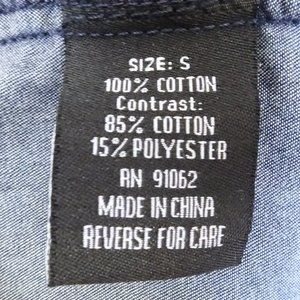 SIZE: S
100% COTTON
Contrast:
85% COTTON
15% POLYESTER
RN 91062
MADE IN CHINA
REVERSE FOR CARE